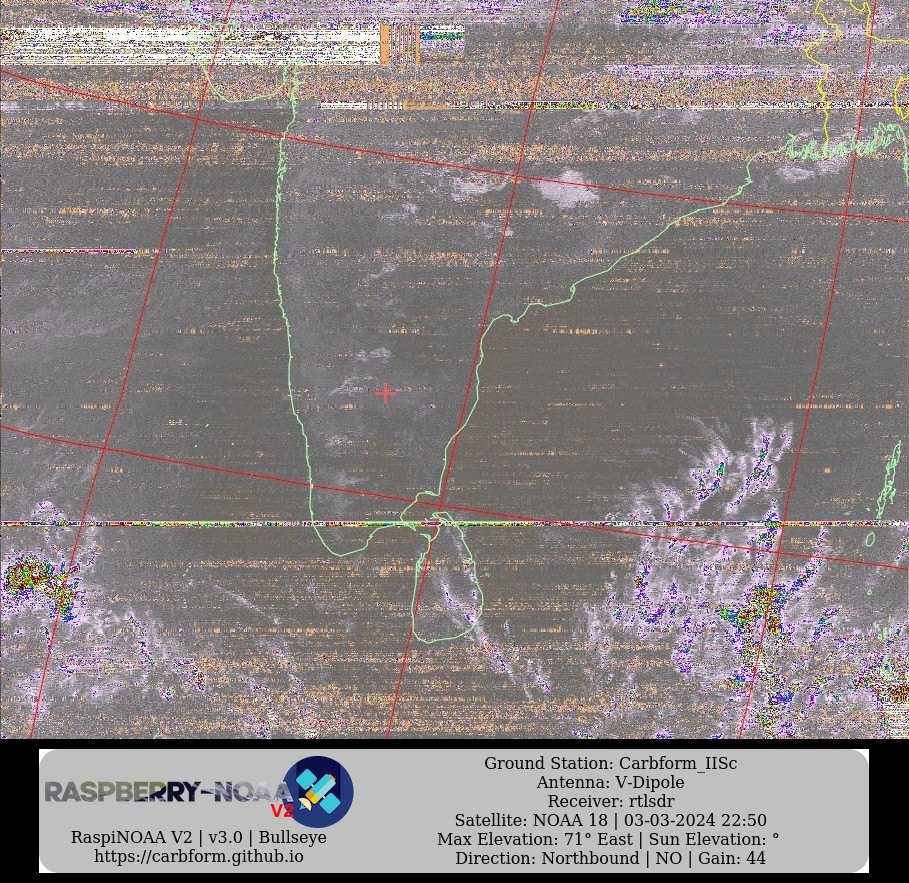 RASPBERRY-NOAA
V2
RaspiNOAA V2 | v3.0 | Bullseye
https://carbform.github.io
Ground Station: Carbform_IISc
Antenna: V-Dipole
Receiver: rtlsdr
Satellite: NOAA 18 | 03-03-2024 22:50
Max Elevation: 71° East | Sun Elevation: °
Direction: Northbound | NO | Gain: 44